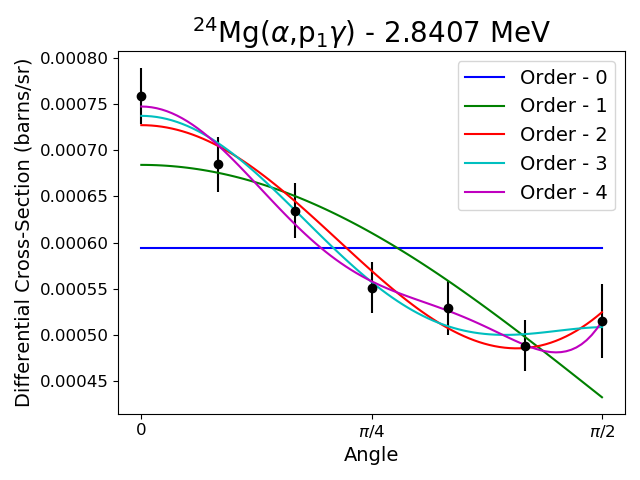 ²⁴Mg(α,p₁γ) - 2.8407 MeV
Differential Cross-Section (barns/sr)
0.00080
0.00075
0.00070
0.00065
0.00060
0.00055
0.00050
0.00045
Order - 0
Order - 1
Order - 2
Order - 3
Order - 4
0
π/4
π/2
Angle